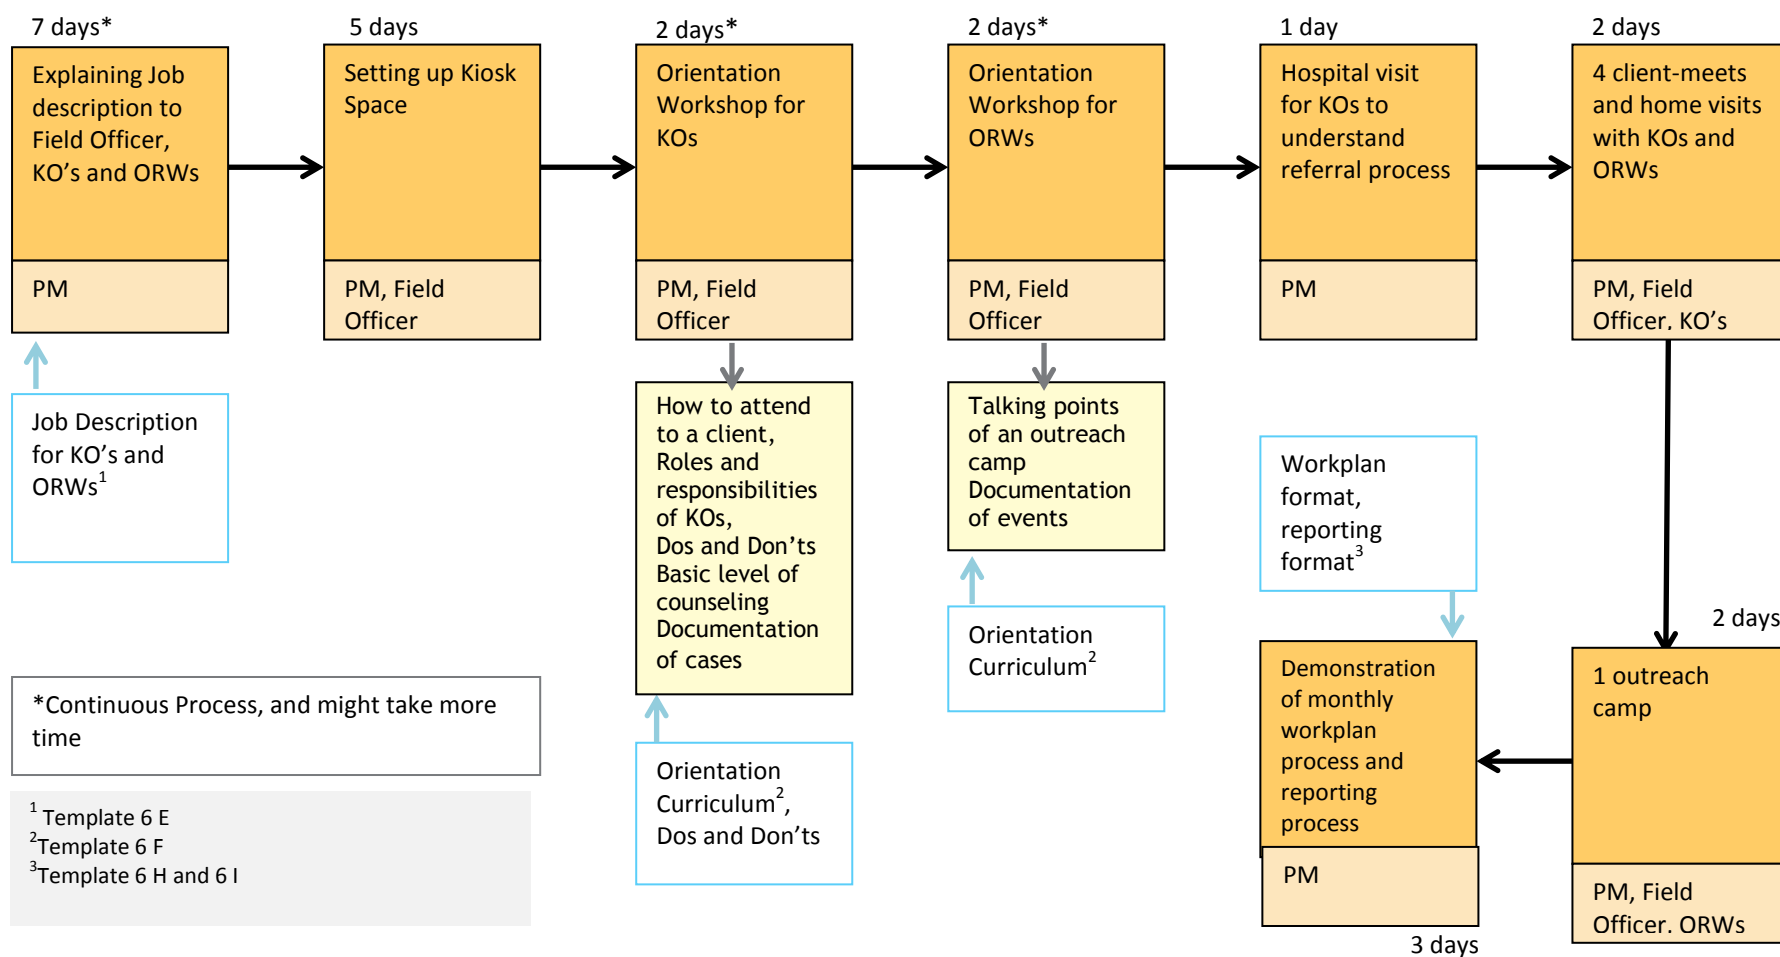 7 days*
Explaining Job
description to
Field Officer,
KO's and ORWs
PM
5 days
Setting up Kiosk
Space
PM, Field
Officer
2 days*
Orientation
Workshop for
KOs
PM, Field
Officer
2 days*
Orientation
Workshop for
ORWs
PM, Field
Officer
1 day
Hospital visit
for KOs to
understand
referral process
PM
2 days
4 client-meets
and home visits
with KOs and
ORWs
PM, Field
Officer, KO's
Job Description
for KO's and
ORWs1
How to attend
to a client,
Roles and
responsibilities
of KOs,
Dos and Don'ts
Basic level of
counseling
Documentation
of cases
Orientation
Curriculum2,
Dos and Don'ts
Talking points
of an outreach
camp
Documentation
of events
Orientation
Curriculum2
Workplan
format,
reporting
format3
2 days
1 outreach
camp
PM, Field
Officer, ORWs
Demonstration
of monthly
workplan
process and
reporting
process
PM
3 days
*Continuous Process, and might take more
time
1 Template 6 E
2Template 6 F
3Template 6 H and 6 I